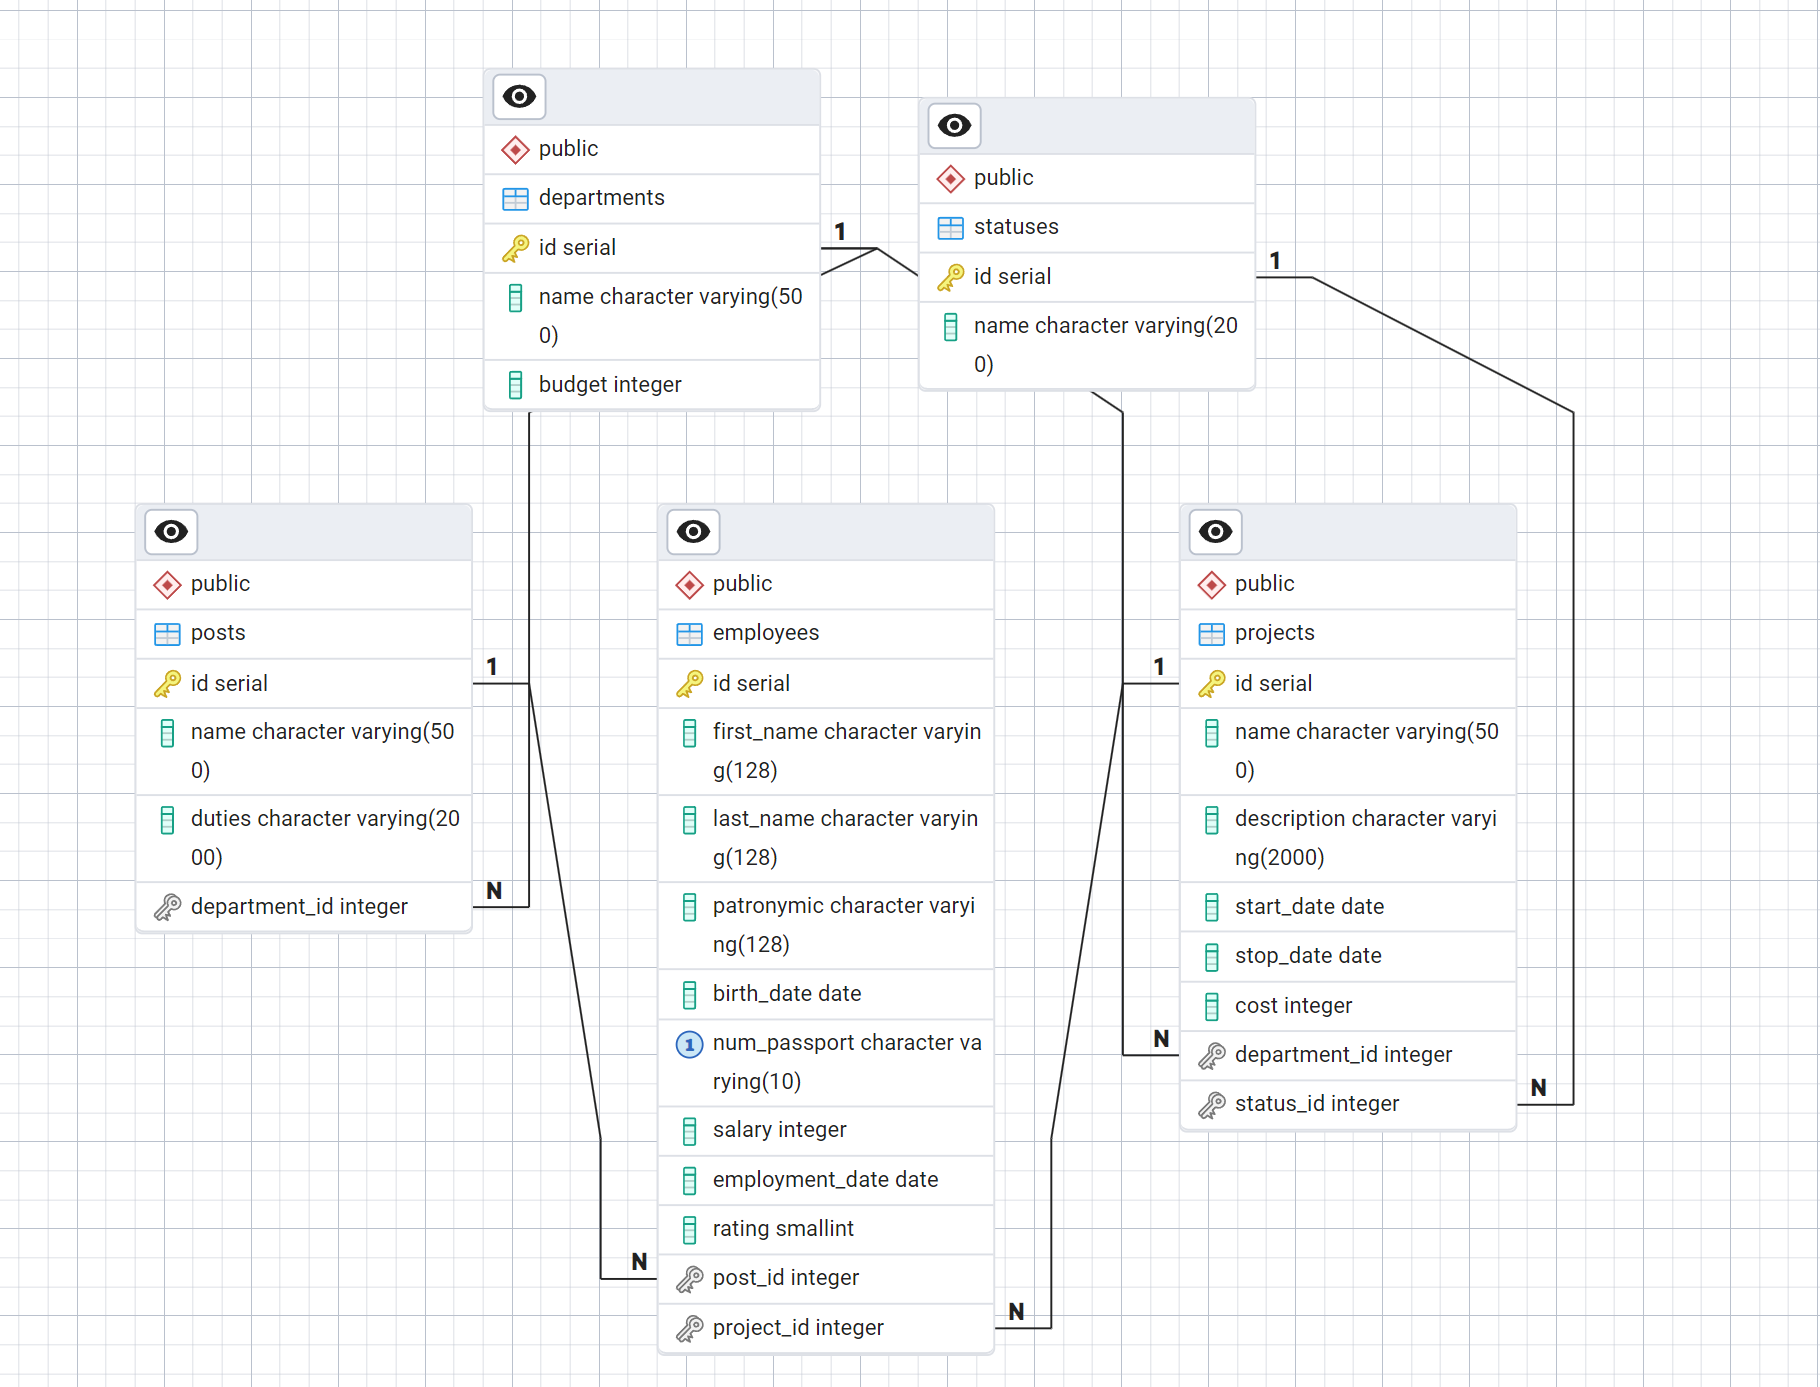 public
departments
id serial
name character varying(50
0)
budget integer
1
public
statuses
id serial
name character varying(20
0)
1
public
posts
id serial
name character varying(50
0)
duties character varying(20
00)
department_id integer
1
N
public
employees
id serial
first_name character varyin
g(128)
last_name character varyin
g(128)
patronymic character varyi
ng(128)
birth_date date
1
num_passport character va
rying(10)
salary integer
employment_date date
rating smallint
N
post_id integer
project_id integer
N
1
public
projects
id serial
name character varying(50
0)
description character varyi
ng(2000)
start_date date
stop_date date
cost integer
N
department_id integer
status_id integer
N